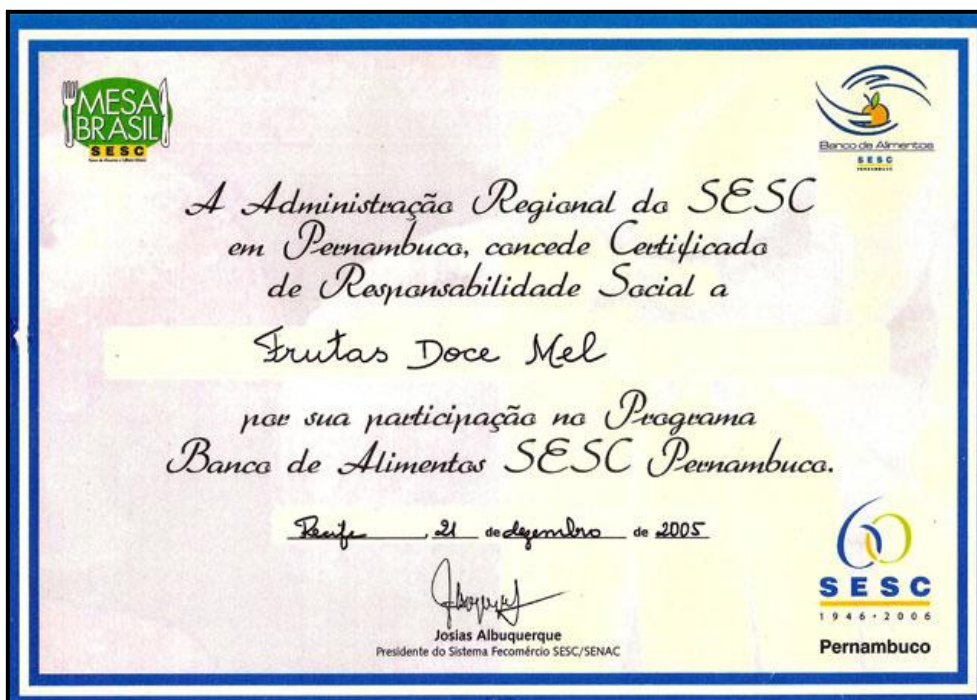 MESA
BRASIL
SESC
Banco de Alimentos
SESC
PERNAMBUCO
A Administração Regional do SESC
em Pernambuco, concede Certificado
de Responsabilidade Social a
Frutas Doce Mel
por sua participação no Programa
Banco de Alimentos SESC Pernambuco.
Recife, 21 de dezembro de 2005
Josias Albuquerque
Presidente do Sistema Fecomércio SESC/SENAC
60
SESC
1946·2006
Pernambuco